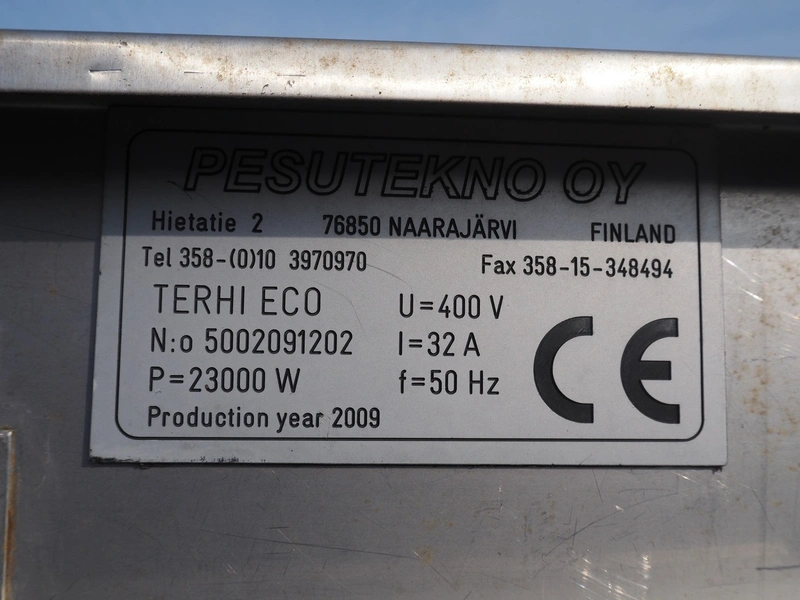 PESUTEKNO OY
Hietatie 2 76850 NAARAJÄRVI FINLAND
Tel 358-(0)10 3970970 Fax 358-15-348494
TERHI ECO U=400 V
N:o 5002091202 I=32 A
P=23000 W f=50 Hz
Production year 2009
CE